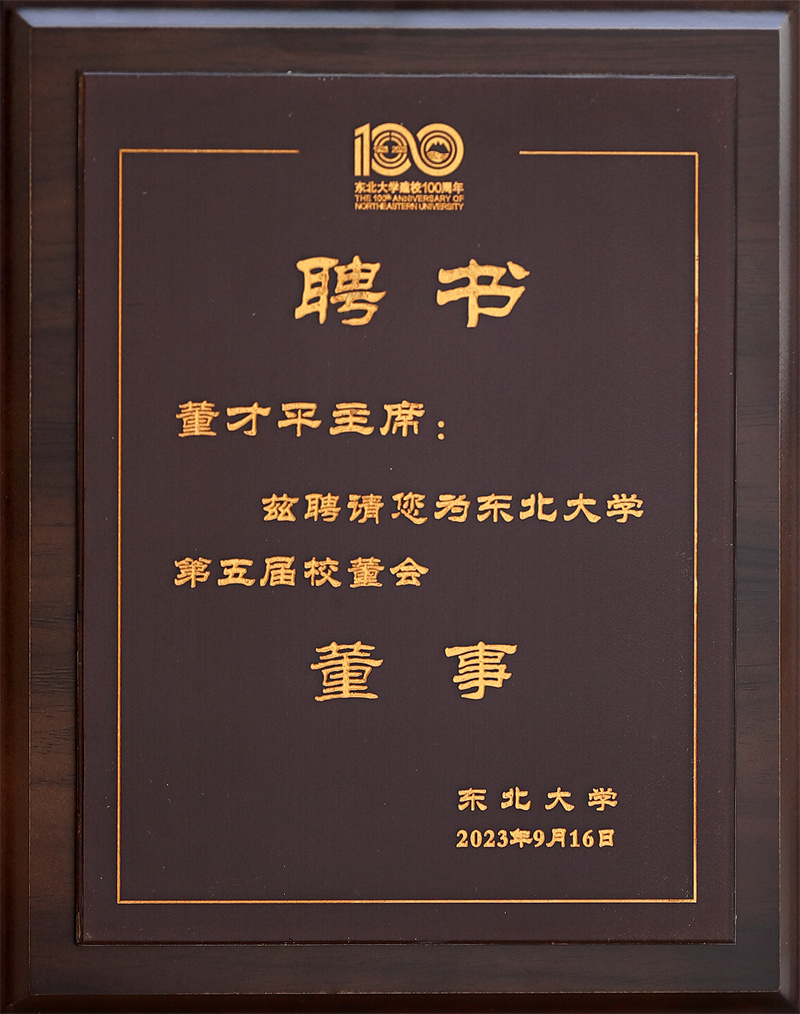 100
东北大学建校100周年
THE 100th ANNIVERSARY OF
NORTHEASTERN UNIVERSITY
聘书
董才平主席：
兹聘请您为东北大学
第五届校董会
董事
东北大学
2023年9月16日